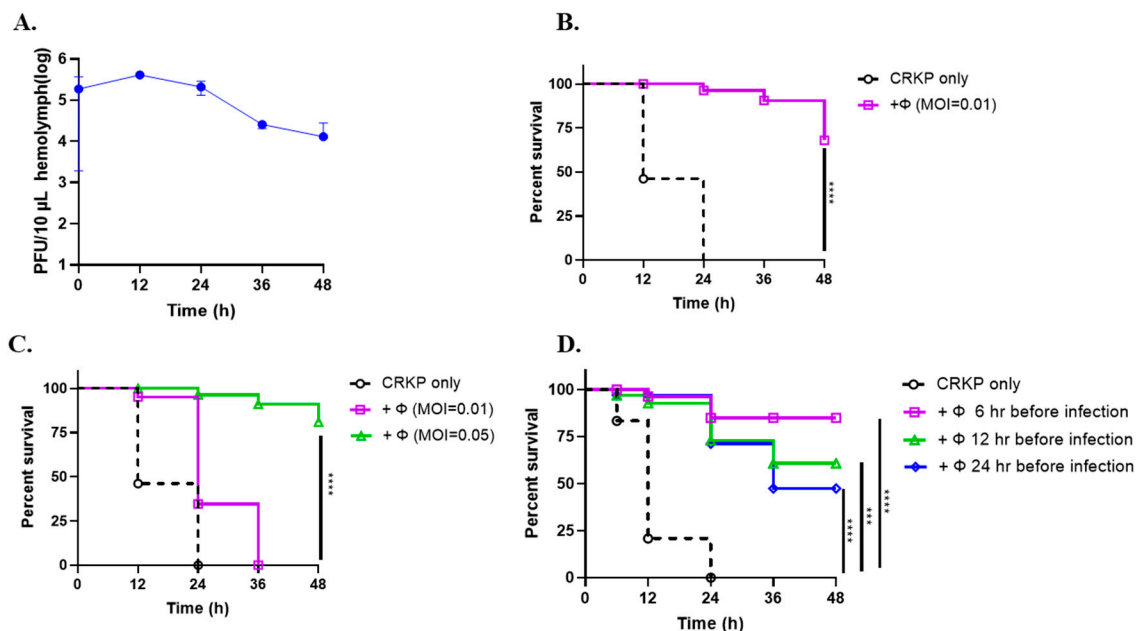 A.
PFU/10 µL hemolymph(log)
6
5
4
3
2
1
0 12 24 36 48
Time (h)
B.
Percent survival
100
75
50
25
0
0 12 24 36 48
Time (h)
CRKP only
+Φ (MOI=0.01)
****
C.
Percent survival
100
75
50
25
0
0 12 24 36 48
Time (h)
CRKP only
+ Φ (MOI=0.01)
+ Φ (MOI=0.05)
****
D.
Percent survival
100
75
50
25
0
0 12 24 36 48
Time (h)
CRKP only
+ Φ 6 hr before infection
+ Φ 12 hr before infection
+ Φ 24 hr before infection
****
***
****